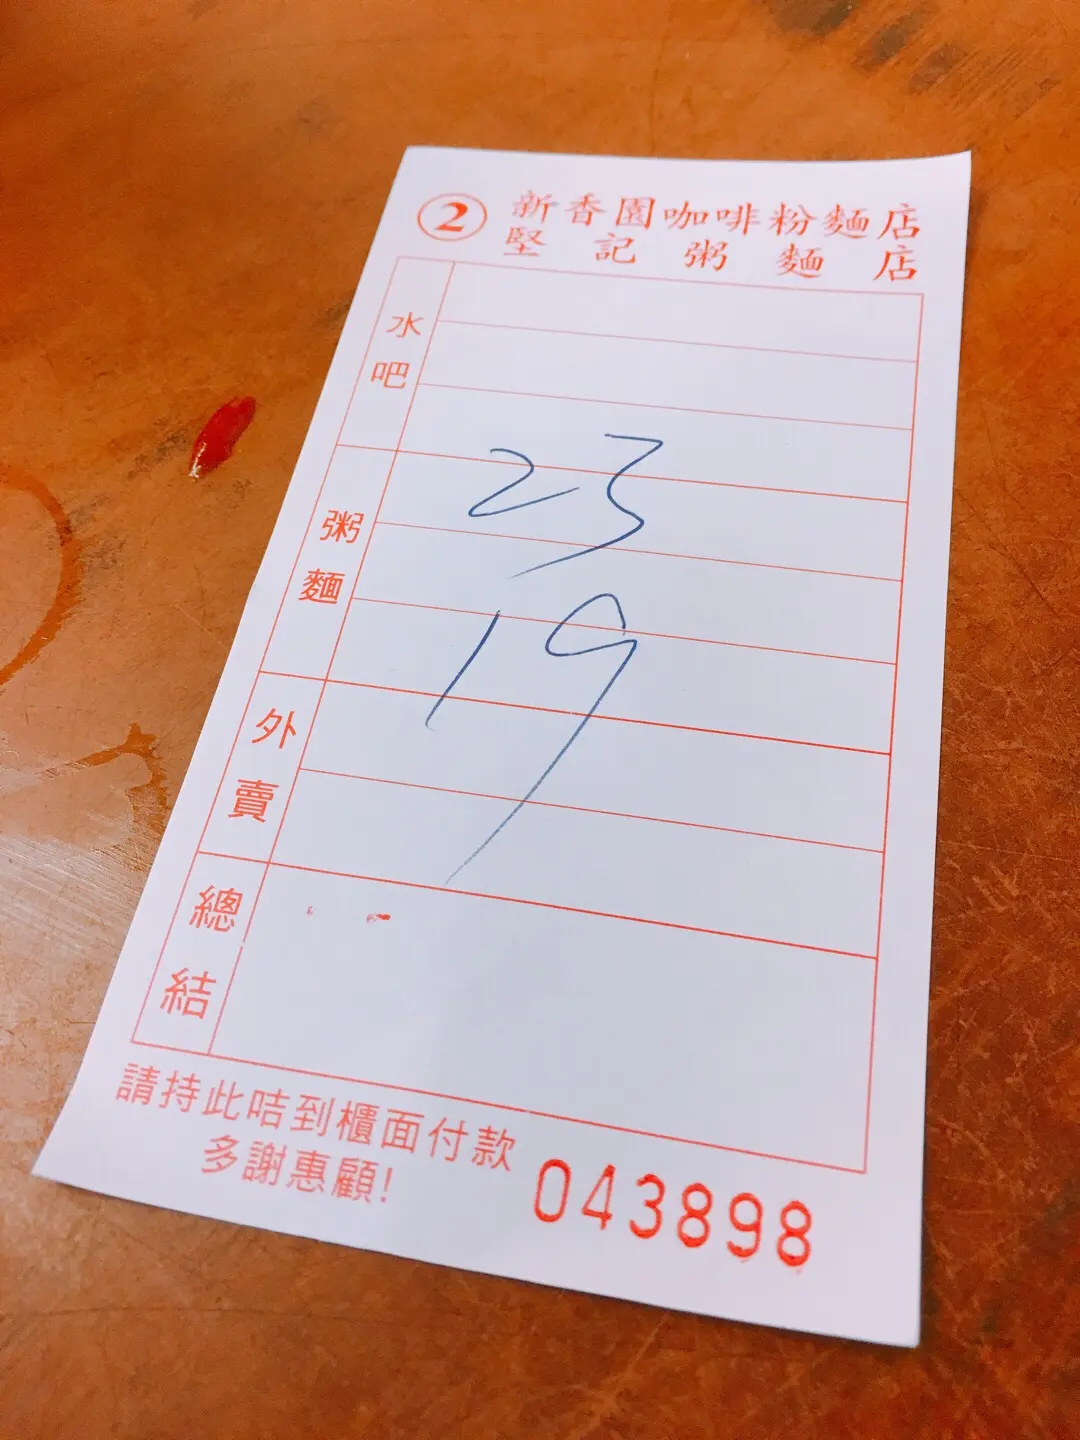 ② 新香園咖啡粉麵店
堅記粥麵店
水吧
粥麵
23
19
外賣
總結
請持此咭到櫃面付款
多謝惠顧!
043898